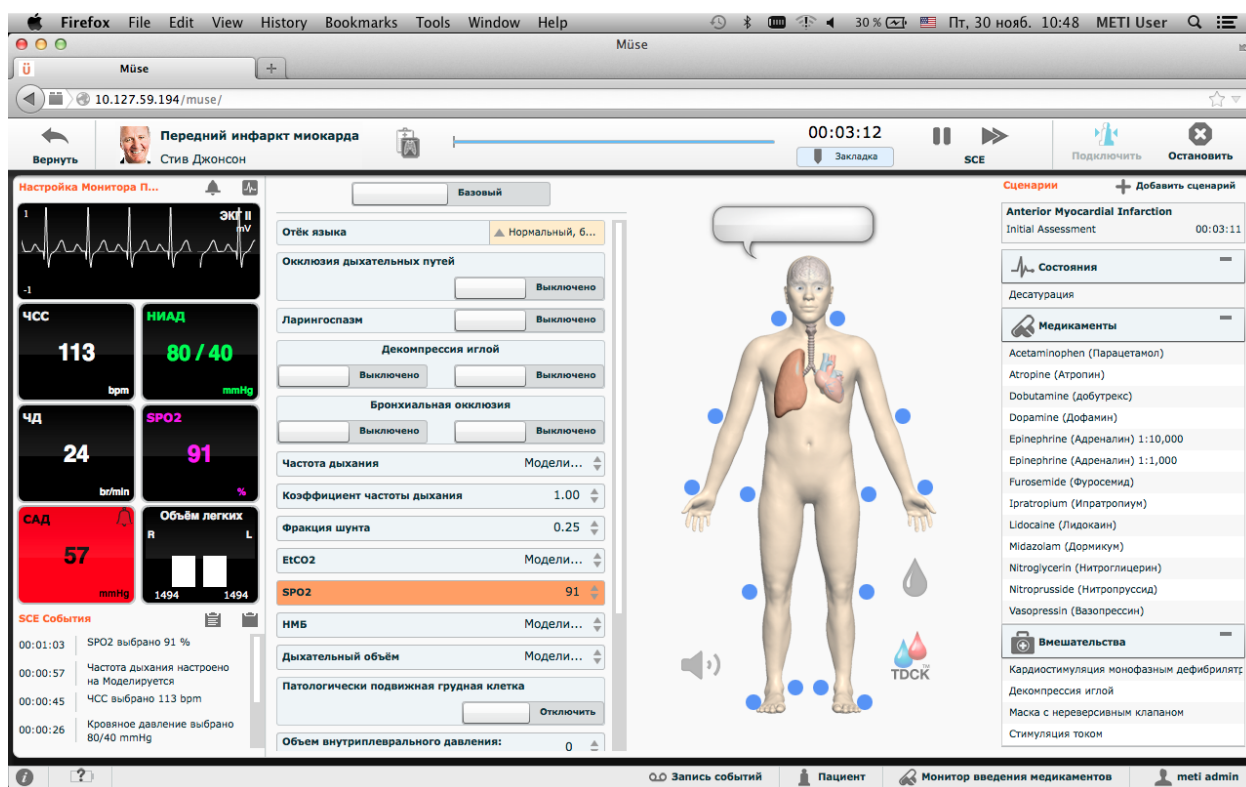 Firefox File Edit View History Bookmarks Tools Window Help 30 % Пт, 30 нояб. 10:48 METI User
Müse
ü Müse +
10.127.59.194/muse/
Вернуть
Передний инфаркт миокарда
Стив Джонсон
00:03:12
Закладка
SCE
Подключить
Остановить
Настройка Монитора П...
1
ЭКГ II
mV
-1
ЧСС
113
bpm
НИАД
80 / 40
mmHg
ЧД
24
br/min
SPO2
91
%
САД
57
mmHg
Объём легких
R L
1494 1494
SCE События
00:01:03 SPO2 выбрано 91 %
00:00:57 Частота дыхания настроено
на Моделируется
00:00:45 ЧСС выбрано 113 bpm
00:00:26 Кровяное давление выбрано
80/40 mmHg
Базовый
Отёк языка Нормальный, б...
Окклюзия дыхательных путей
Выключено
Ларингоспазм Выключено
Декомпрессия иглой
Выключено Выключено
Бронхиальная окклюзия
Выключено Выключено
Частота дыхания Модели...
Коэффициент частоты дыхания 1.00
Фракция шунта 0.25
EtCO2 Модели...
SPO2 91
НМБ Модели...
Дыхательный объём Модели...
Патологически подвижная грудная клетка
Отключить
Объем внутриплеврального давления: 0
TDCK™
Сценарии Добавить сценарий
Anterior Myocardial Infarction
Initial Assessment 00:03:11
Состояния
Десатурация
Медикаменты
Acetaminophen (Парацетамол)
Atropine (Атропин)
Dobutamine (добутрекс)
Dopamine (Дофамин)
Epinephrine (Адреналин) 1:10,000
Epinephrine (Адреналин) 1:1,000
Furosemide (Фуросемид)
Ipratropium (Ипратропиум)
Lidocaine (Лидокаин)
Midazolam (Дормикум)
Nitroglycerin (Нитроглицерин)
Nitroprusside (Нитропруссид)
Vasopressin (Вазопрессин)
Вмешательства
Кардиостимуляция монофазным дефибрилятр
Декомпрессия иглой
Маска с нереверсивным клапаном
Стимуляция током
Запись событий Пациент Монитор введения медикаментов meti admin